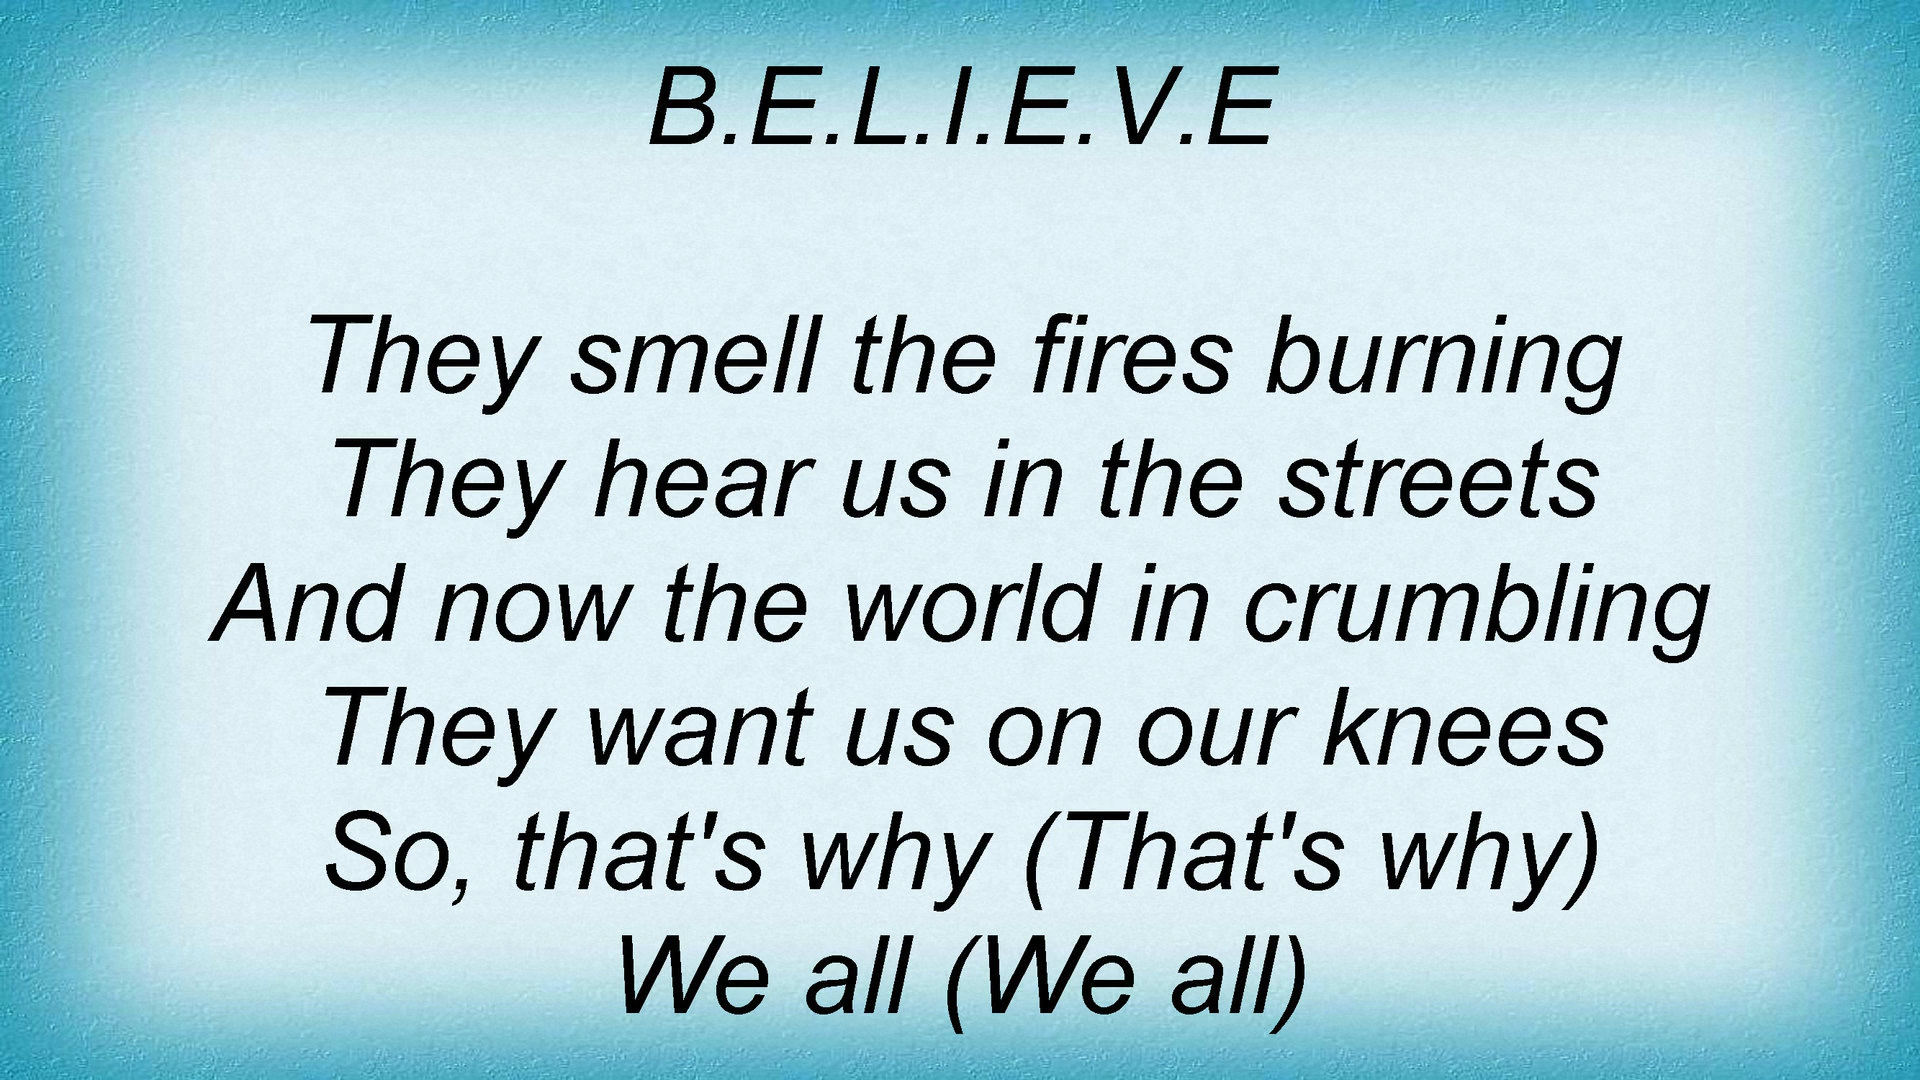 B.E.L.I.E.V.E
They smell the fires burning
They hear us in the streets
And now the world in crumbling
They want us on our knees
So, that's why (That's why)
We all (We all)